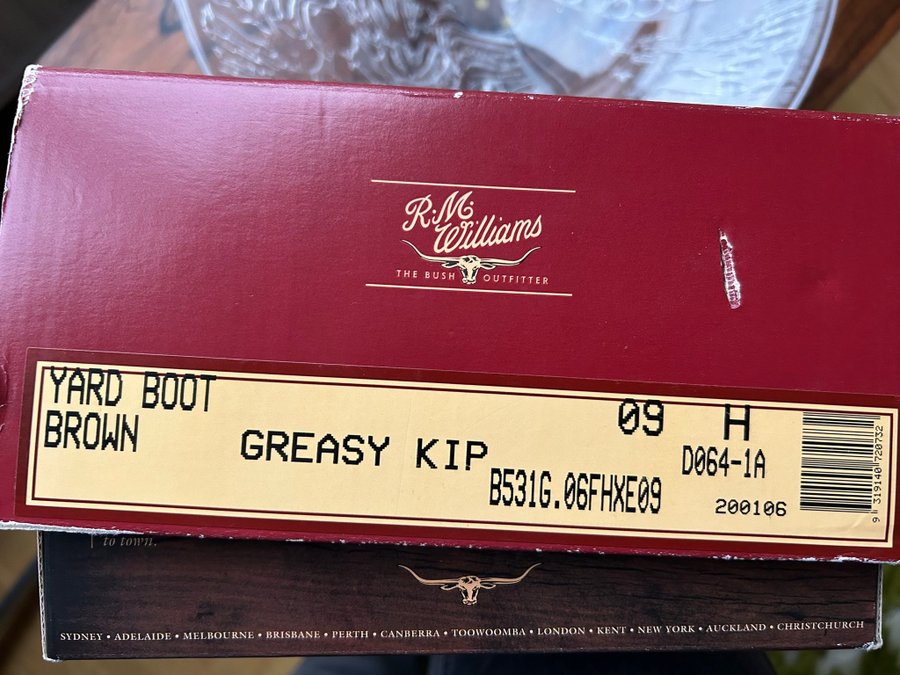 R.M.
Williams
THE BUSH OUTFITTER
YARD BOOT
BROWN
GREASY KIP
09 H
D064-1A
B531G.06FHXE09
200106
9 319140 720732
to town.
SYDNEY • ADELAIDE • MELBOURNE • BRISBANE • PERTH • CANBERRA • TOOWOOMBA • LONDON • KENT • NEW YORK • AUCKLAND • CHRISTCHURCH